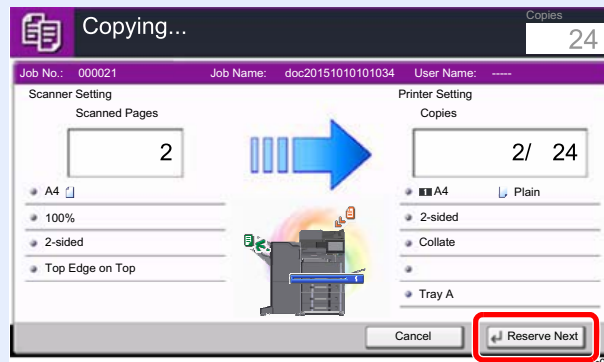 Copying...
Copies
24
Job No.: 000021 Job Name: doc20151010101034 User Name: -----
Scanner Setting Printer Setting
Scanned Pages Copies
2 2/ 24
A4 1 A4 Plain
100% 2-sided
2-sided Collate
Top Edge on Top
Tray A
Cancel Reserve Next